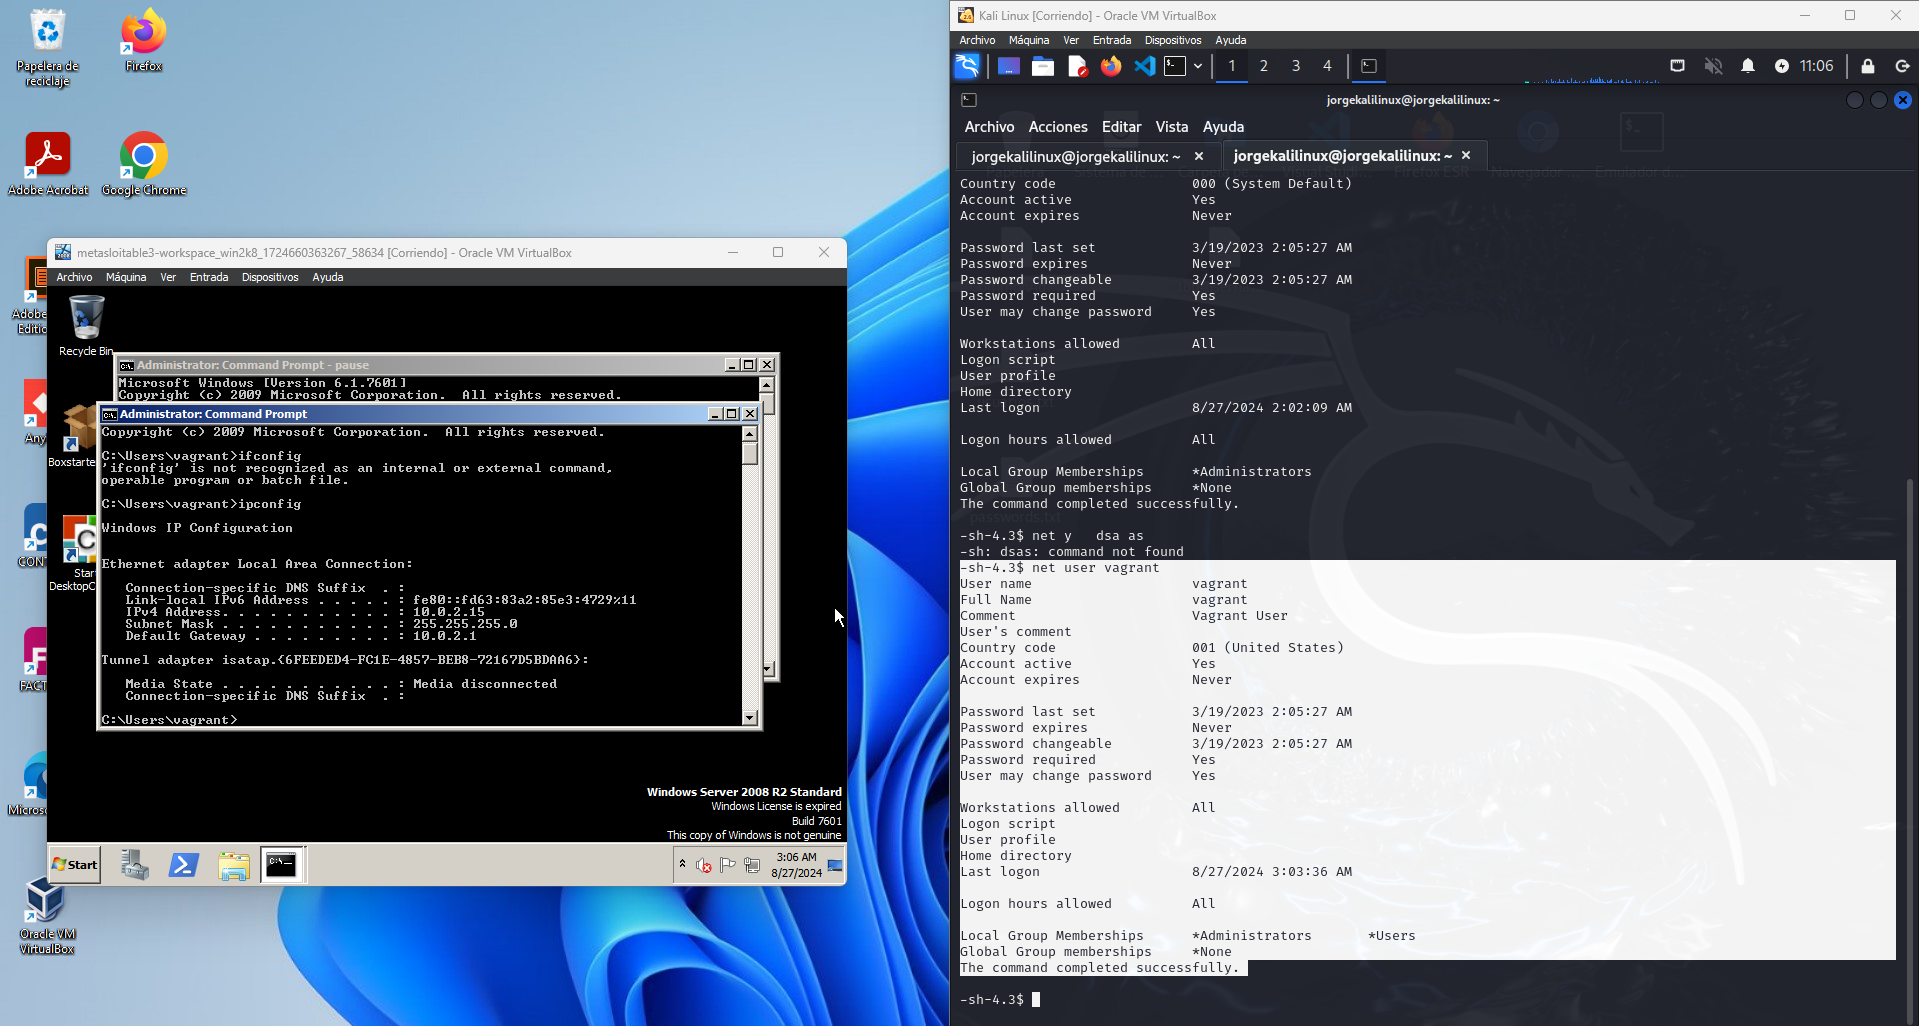 Papelera de
reciclaje
Firefox
Adobe Acrobat
Google Chrome
Adobe
Editio
Any
CONT
FACT
Micros
Oracle VM
VirtualBox
metasloitable3-workspace_win2k8_1724660363267_58634 [Corriendo] - Oracle VM VirtualBox
Archivo Máquina Ver Entrada Dispositivos Ayuda
Recycle Bin
Boxstarte
Star
DesktopC
Administrator: Command Prompt - pause
Microsoft Windows [Version 6.1.7601]
Copyright (c) 2009 Microsoft Corporation.  All rights reserved.
Administrator: Command Prompt
Copyright (c) 2009 Microsoft Corporation.  All rights reserved.
C:\Users\vagrant>ifconfig
'ifconfig' is not recognized as an internal or external command,
operable program or batch file.
C:\Users\vagrant>ipconfig
Windows IP Configuration
Ethernet adapter Local Area Connection:
Connection-specific DNS Suffix  . :
Link-local IPv6 Address . . . . . : fe80::fd63:83a2:85e3:4729%11
IPv4 Address. . . . . . . . . . . : 10.0.2.15
Subnet Mask . . . . . . . . . . . : 255.255.255.0
Default Gateway . . . . . . . . . : 10.0.2.1
Tunnel adapter isatap.{6FEEDED4-FC1E-4857-BEB8-72167D5BDAA6}:
Media State . . . . . . . . . . . : Media disconnected
Connection-specific DNS Suffix  . :
C:\Users\vagrant>
Windows Server 2008 R2 Standard
Windows License is expired
Build 7601
This copy of Windows is not genuine
Start
3:06 AM
8/27/2024
Kali Linux [Corriendo] - Oracle VM VirtualBox
Archivo Máquina Ver Entrada Dispositivos Ayuda
1 2 3 4
11:06
jorgekalilinux@jorgekalilinux: ~
Archivo Acciones Editar Vista Ayuda
jorgekalilinux@jorgekalilinux: ~
jorgekalilinux@jorgekalilinux: ~
Country code 000 (System Default)
Account active Yes
Account expires Never
Password last set 3/19/2023 2:05:27 AM
Password expires Never
Password changeable 3/19/2023 2:05:27 AM
Password required Yes
User may change password Yes
Workstations allowed All
Logon script
User profile
Home directory
Last logon 8/27/2024 2:02:09 AM
Logon hours allowed All
Local Group Memberships *Administrators
Global Group memberships *None
The command completed successfully.
passwords.txt
-sh-4.3$ net y   dsa as
-sh: dsas: command not found
-sh-4.3$ net user vagrant
User name vagrant
Full Name vagrant
Comment Vagrant User
User's comment
Country code 001 (United States)
Account active Yes
Account expires Never
Password last set 3/19/2023 2:05:27 AM
Password expires Never
Password changeable 3/19/2023 2:05:27 AM
Password required Yes
User may change password Yes
Workstations allowed All
Logon script
User profile
Home directory
Last logon 8/27/2024 3:03:36 AM
Logon hours allowed All
Local Group Memberships *Administrators *Users
Global Group memberships *None
The command completed successfully.
-sh-4.3$